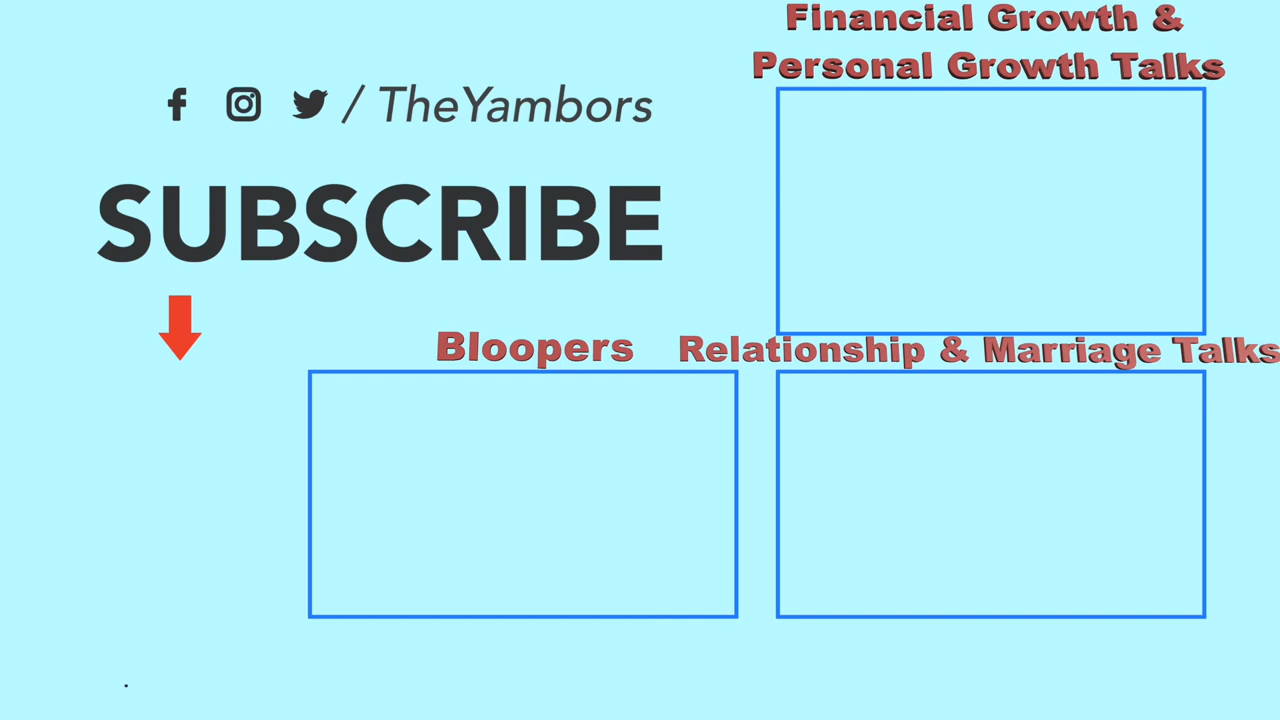 Financial Growth &
Personal Growth Talks
/ TheYambors
SUBSCRIBE
Bloopers
Relationship & Marriage Talks